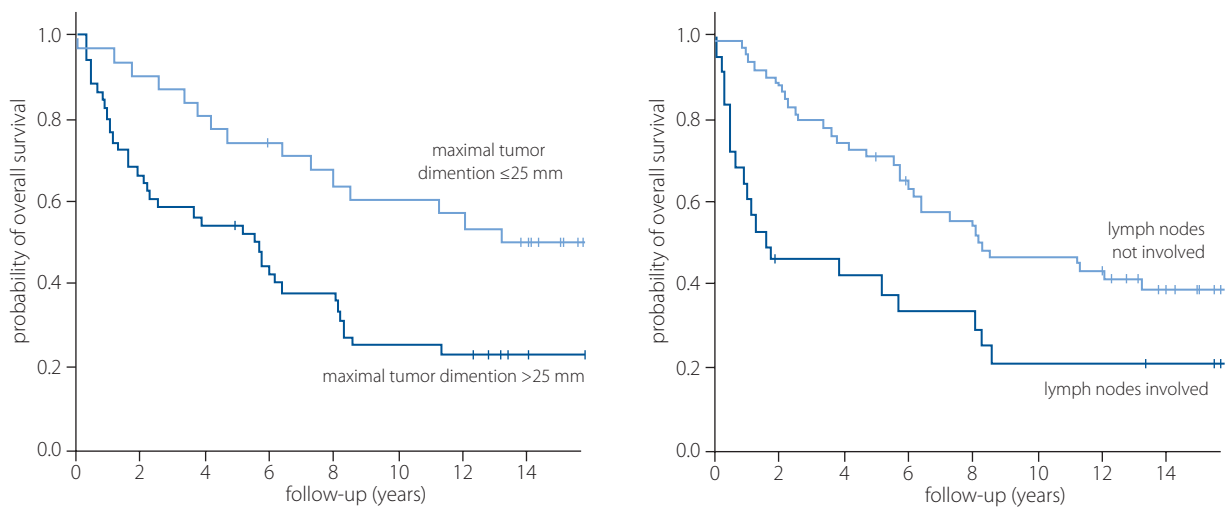 probability of overall survival
1.0
0.8
0.6
0.4
0.2
0.0
maximal tumor
dimention ≤25 mm
maximal tumor dimention >25 mm
0 2 4 6 8 10 12 14
follow-up (years)
probability of overall survival
1.0
0.8
0.6
0.4
0.2
0.0
lymph nodes
not involved
lymph nodes involved
0 2 4 6 8 10 12 14
follow-up (years)